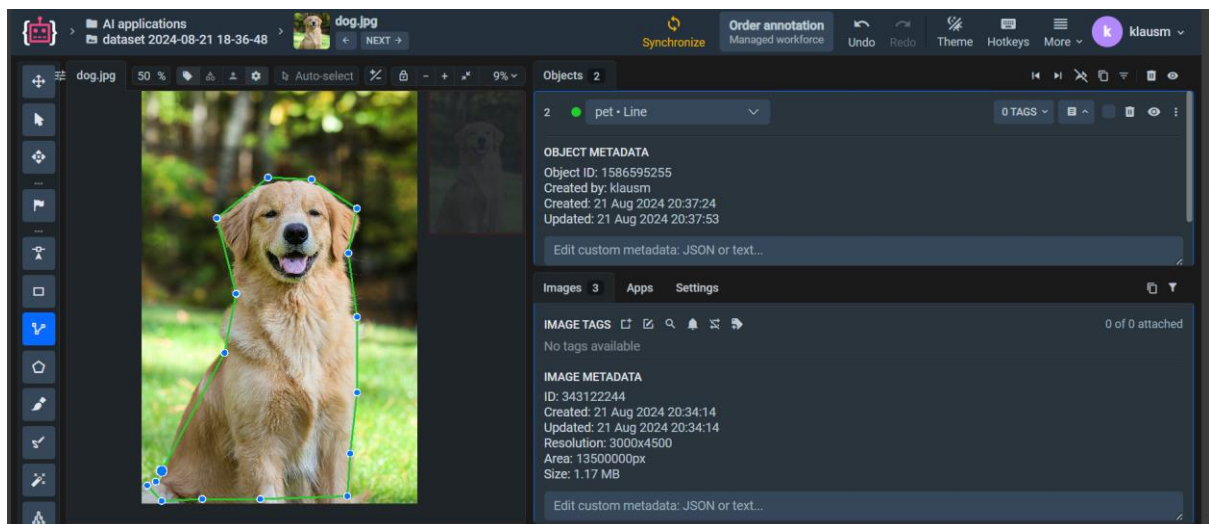 AI applications
dataset 2024-08-21 18-36-48
dog.jpg
← NEXT →
Synchronize
Order annotation
Managed workforce
Undo
Redo
Theme
Hotkeys
More
k
klausm
dog.jpg
50 %
Auto-select
- +
9%
Objects 2
2
pet • Line
0 TAGS
OBJECT METADATA
Object ID: 1586595255
Created by: klausm
Created: 21 Aug 2024 20:37:24
Updated: 21 Aug 2024 20:37:53
Edit custom metadata: JSON or text...
Images 3
Apps
Settings
IMAGE TAGS
0 of 0 attached
No tags available
IMAGE METADATA
ID: 343122244
Created: 21 Aug 2024 20:34:14
Updated: 21 Aug 2024 20:34:14
Resolution: 3000x4500
Area: 13500000px
Size: 1.17 MB
Edit custom metadata: JSON or text...